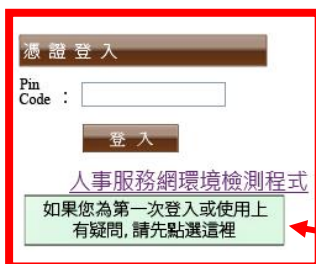 憑證登入
Pin
Code :
登入
人事服務網環境檢測程式
如果您為第一次登入或使用上
有疑問,請先點選這裡